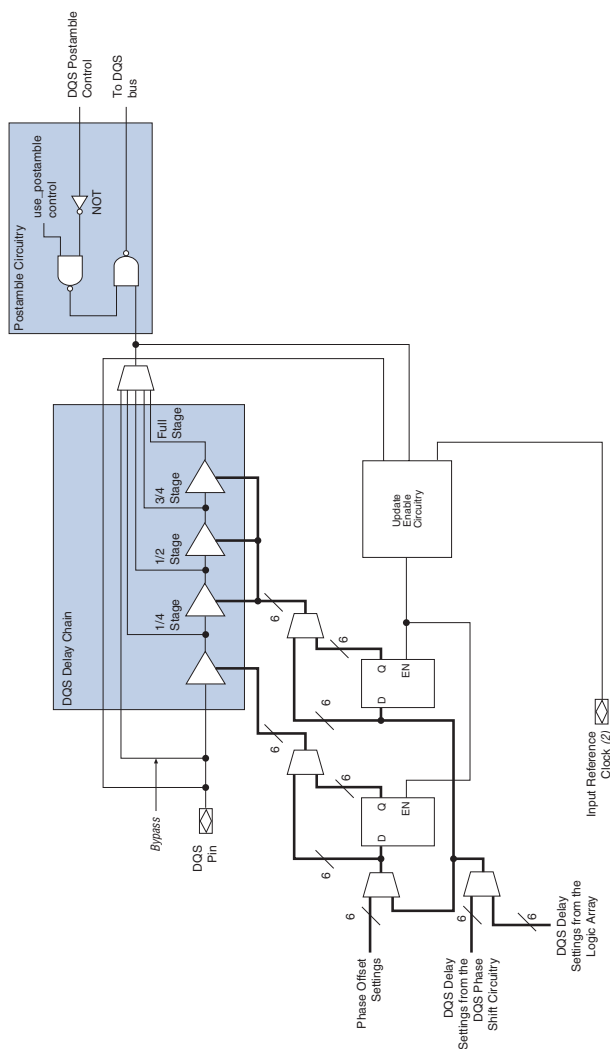 DQS Postamble
Control
To DQS
bus
Postamble Circuitry
use_postamble
control
NOT
DQS Delay Chain
1/4
Stage
1/2
Stage
3/4
Stage
Full
Stage
6
6
6
6
6
6
Bypass
DQS
Pin
D
Q
EN
D
Q
EN
Update
Enable
Circuitry
Phase Offset
Settings
6
DQS Delay
Settings from the
DQS Phase
Shift Circuitry
6
DQS Delay
Settings from the
Logic Array
6
Input Reference
Clock (2)